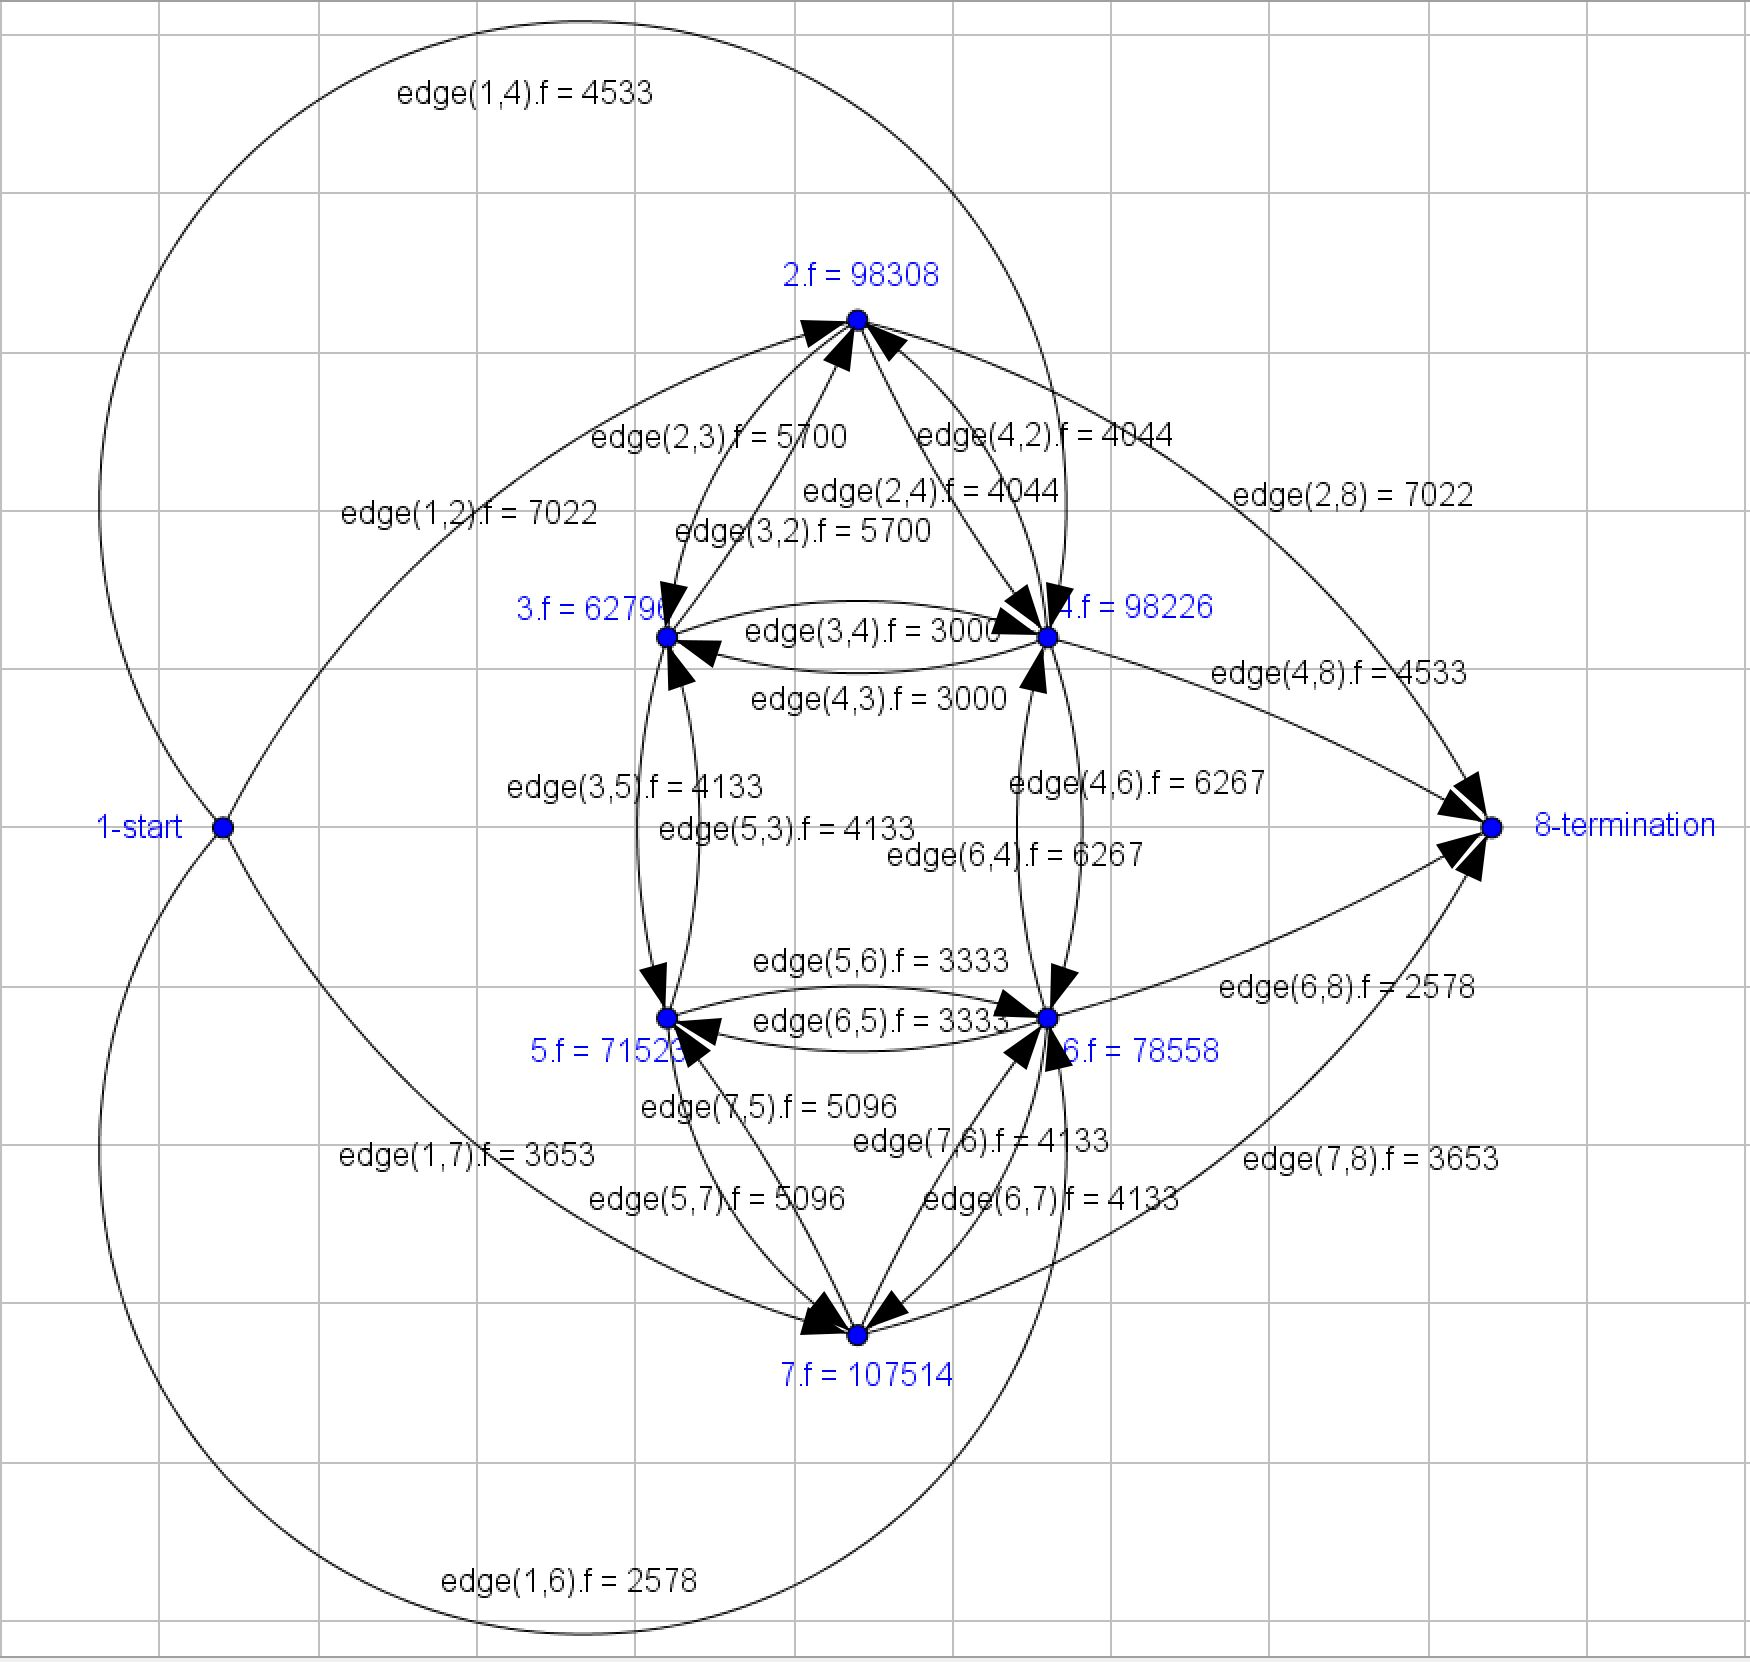 edge(1,4).f = 4533
2.f = 98308
edge(2,3).f = 5700
edge(4,2).f = 4044
edge(2,4).f = 4044
edge(2,8) = 7022
edge(1,2).f = 7022
edge(3,2).f = 5700
3.f = 62796
4.f = 98226
edge(3,4).f = 3000
edge(4,8).f = 4533
edge(4,3).f = 3000
edge(3,5).f = 4133
edge(4,6).f = 6267
1-start
edge(5,3).f = 4133
8-termination
edge(6,4).f = 6267
edge(5,6).f = 3333
edge(6,8).f = 2578
edge(6,5).f = 3333
5.f = 71523
6.f = 78558
edge(7,5).f = 5096
edge(7,6).f = 4133
edge(1,7).f = 3653
edge(7,8).f = 3653
edge(5,7).f = 5096
edge(6,7).f = 4133
7.f = 107514
edge(1,6).f = 2578